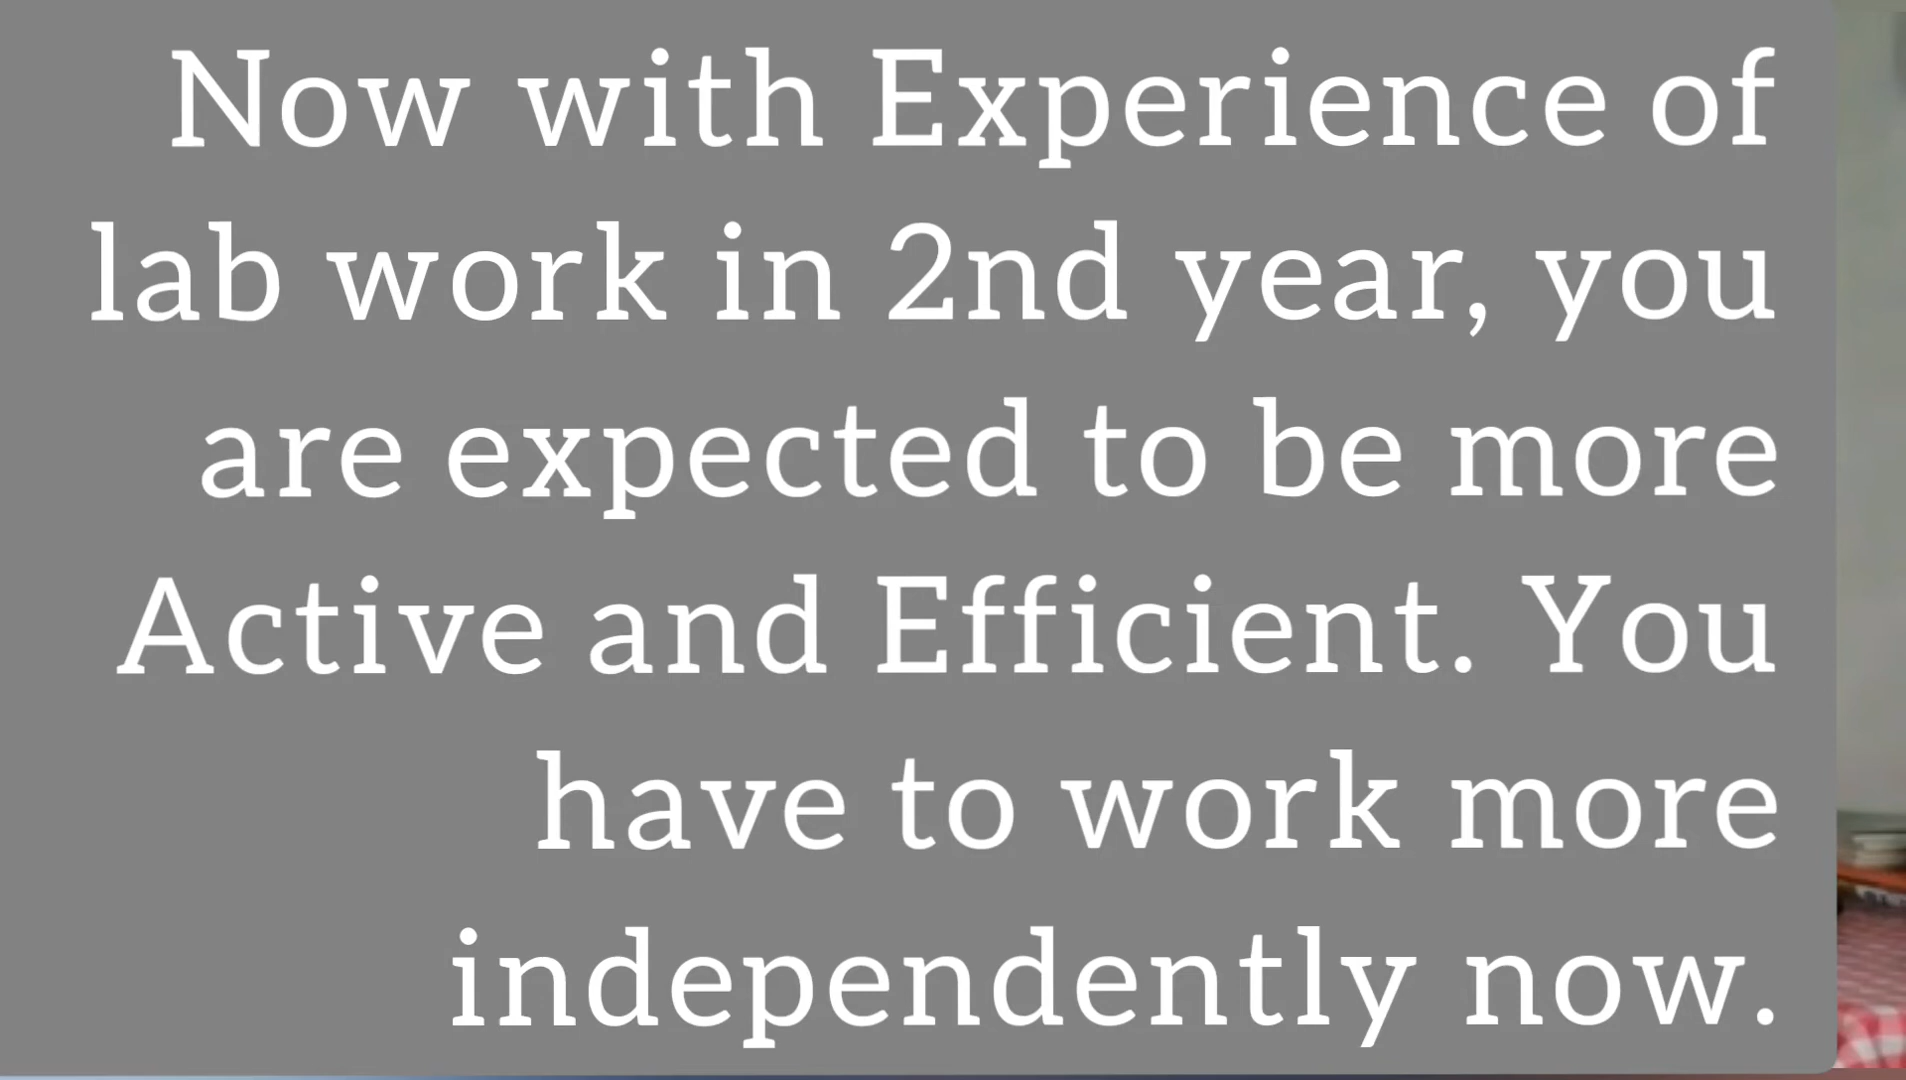 Now with Experience of
lab work in 2nd year, you
are expected to be more
Active and Efficient. You
have to work more
independently now.